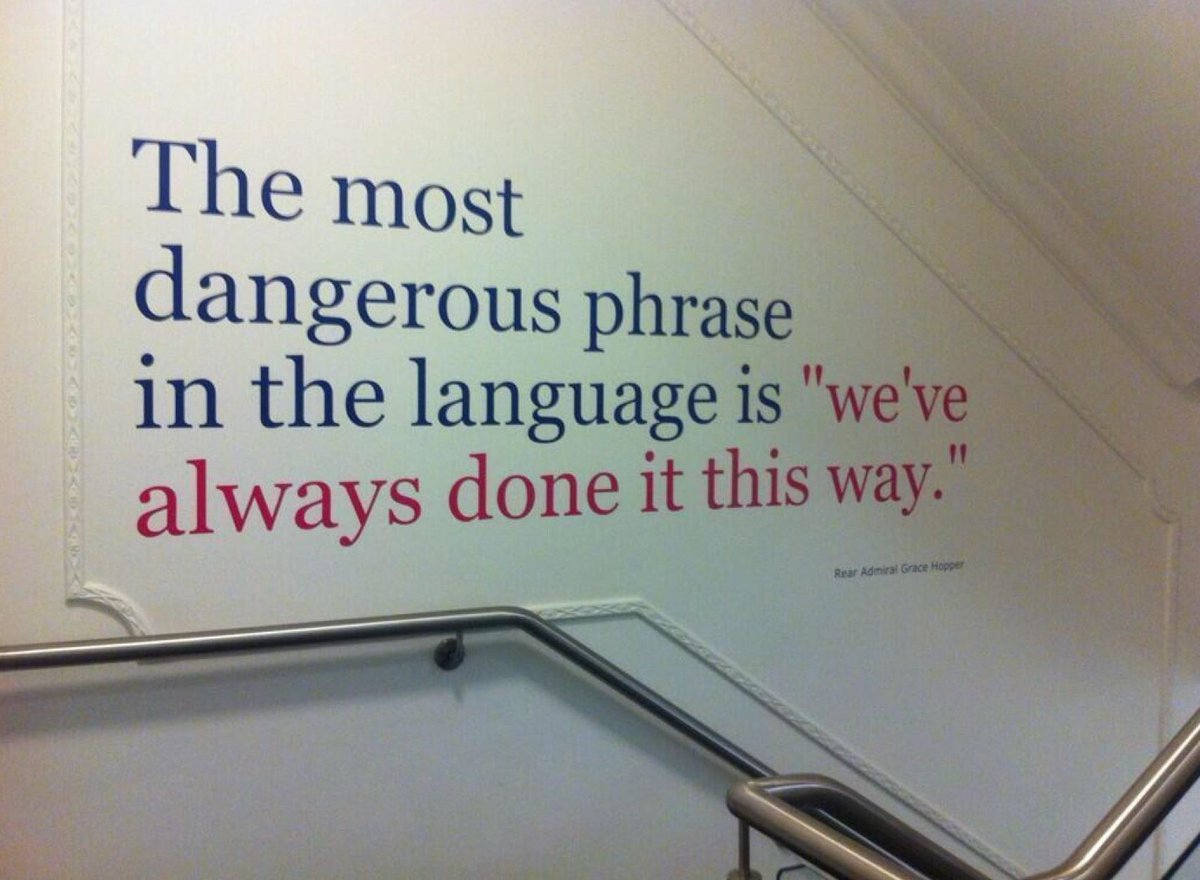 The most
dangerous phrase
in the language is "we've
always done it this way."
Rear Admiral Grace Hopper